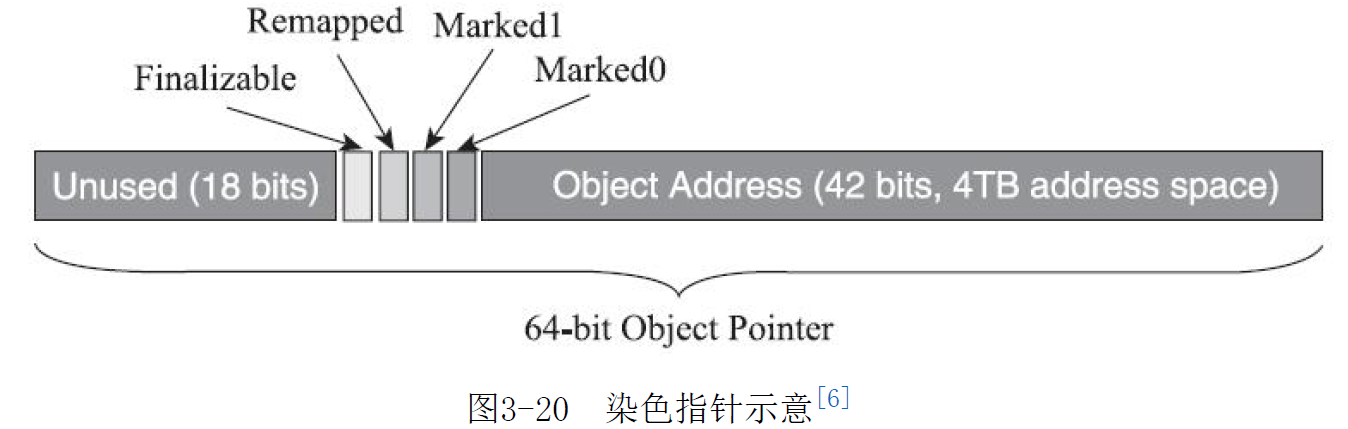 Remapped Marked1
Finalizable Marked0
Unused (18 bits) Object Address (42 bits, 4TB address space)
64-bit Object Pointer
图3-20 染色指针示意[6]